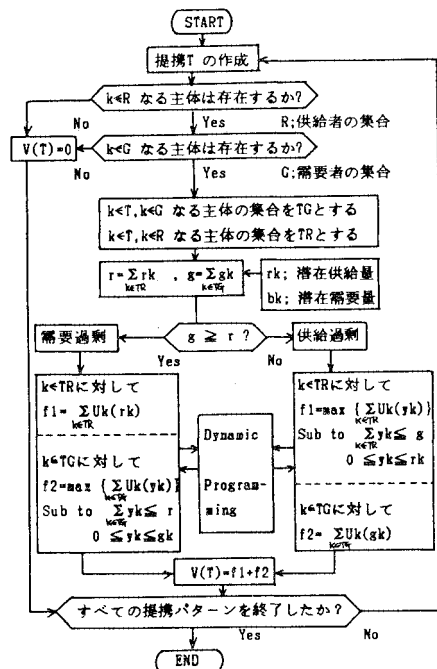 START
提携T の作成
k∈R なる主体は存在するか?
No Yes R;供給者の集合
V(T)=0
k∈G なる主体は存在するか?
No Yes G;需要者の集合
k∈T,k∈G なる主体の集合をTGとする
k∈T,k∈R なる主体の集合をTRとする
r=Σrk , g=Σgk
k∈TR k∈TG
rk; 潜在供給量
bk; 潜在需要量
需要過剰
g ≧ r ?
供給過剰
Yes No
k∈TRに対して
f1= ΣUk(rk)
k∈TR
k∈TGに対して
f2=max {ΣUk(yk)}
k∈TG
Sub to Σyk≦ r
k∈TG
0 ≦yk≦gk
Dynamic
Program-
ming
k∈TRに対して
f1=max {ΣUk(yk)}
k∈TR
Sub to Σyk≦ g
k∈TR
0 ≦yk≦rk
k∈TGに対して
f2= ΣUk(gk)
k∈TG
V(T)=f1+f2
すべての提携パターンを終了したか?
Yes No
END